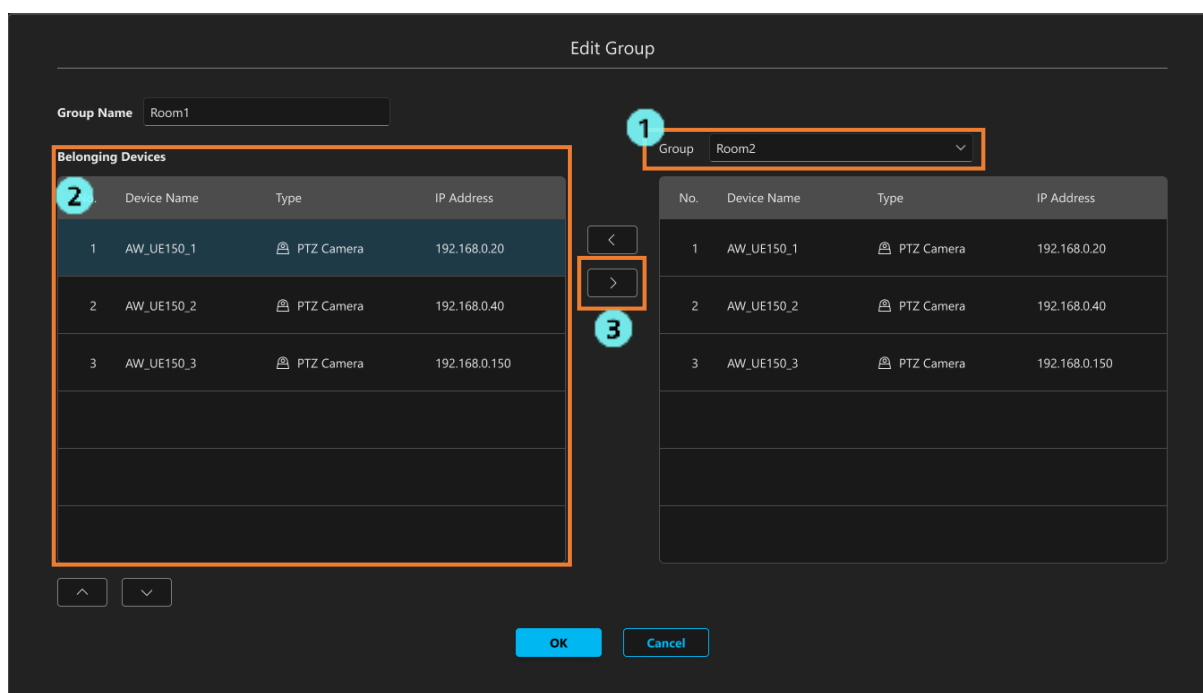 Edit Group
Group Name Room1
1
Group Room2
Belonging Devices
2 . Device Name Type IP Address
No. Device Name Type IP Address
1 AW_UE150_1 PTZ Camera 192.168.0.20
2 AW_UE150_2 PTZ Camera 192.168.0.40
3 AW_UE150_3 PTZ Camera 192.168.0.150
<
>
3
1 AW_UE150_1 PTZ Camera 192.168.0.20
2 AW_UE150_2 PTZ Camera 192.168.0.40
3 AW_UE150_3 PTZ Camera 192.168.0.150
OK Cancel